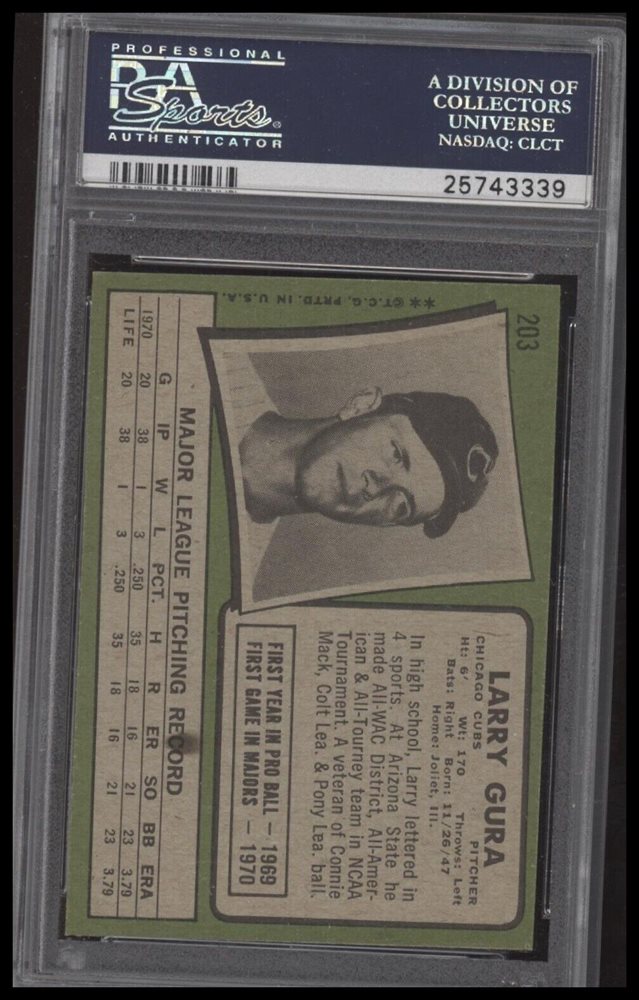 PROFESSIONAL
PSA
Sports®
AUTHENTICATOR
A DIVISION OF
COLLECTORS
UNIVERSE
NASDAQ: CLCT
25743339
203
**©T.C.G. PRTD. IN U.S.A.
C
LARRY GURA
CHICAGO CUBS PITCHER
Ht: 6' Wt: 170 Throws: Left
Bats: Right Born: 11/26/47
Home: Joliet, Ill.
In high school, Larry lettered in
4 sports. At Arizona State he
made All-WAC District, All-Amer-
ican & All-Tourney team in NCAA
Tournament. A veteran of Connie
Mack, Colt Lea. & Pony Lea. ball.
FIRST YEAR IN PRO BALL — 1969
FIRST GAME IN MAJORS — 1970
MAJOR LEAGUE PITCHING RECORD
G IP W L PCT. H R ER SO BB ERA
1970 20 38 1 3 .250 35 18 16 21 23 3.79
LIFE 20 38 1 3 .250 35 18 16 21 23 3.79